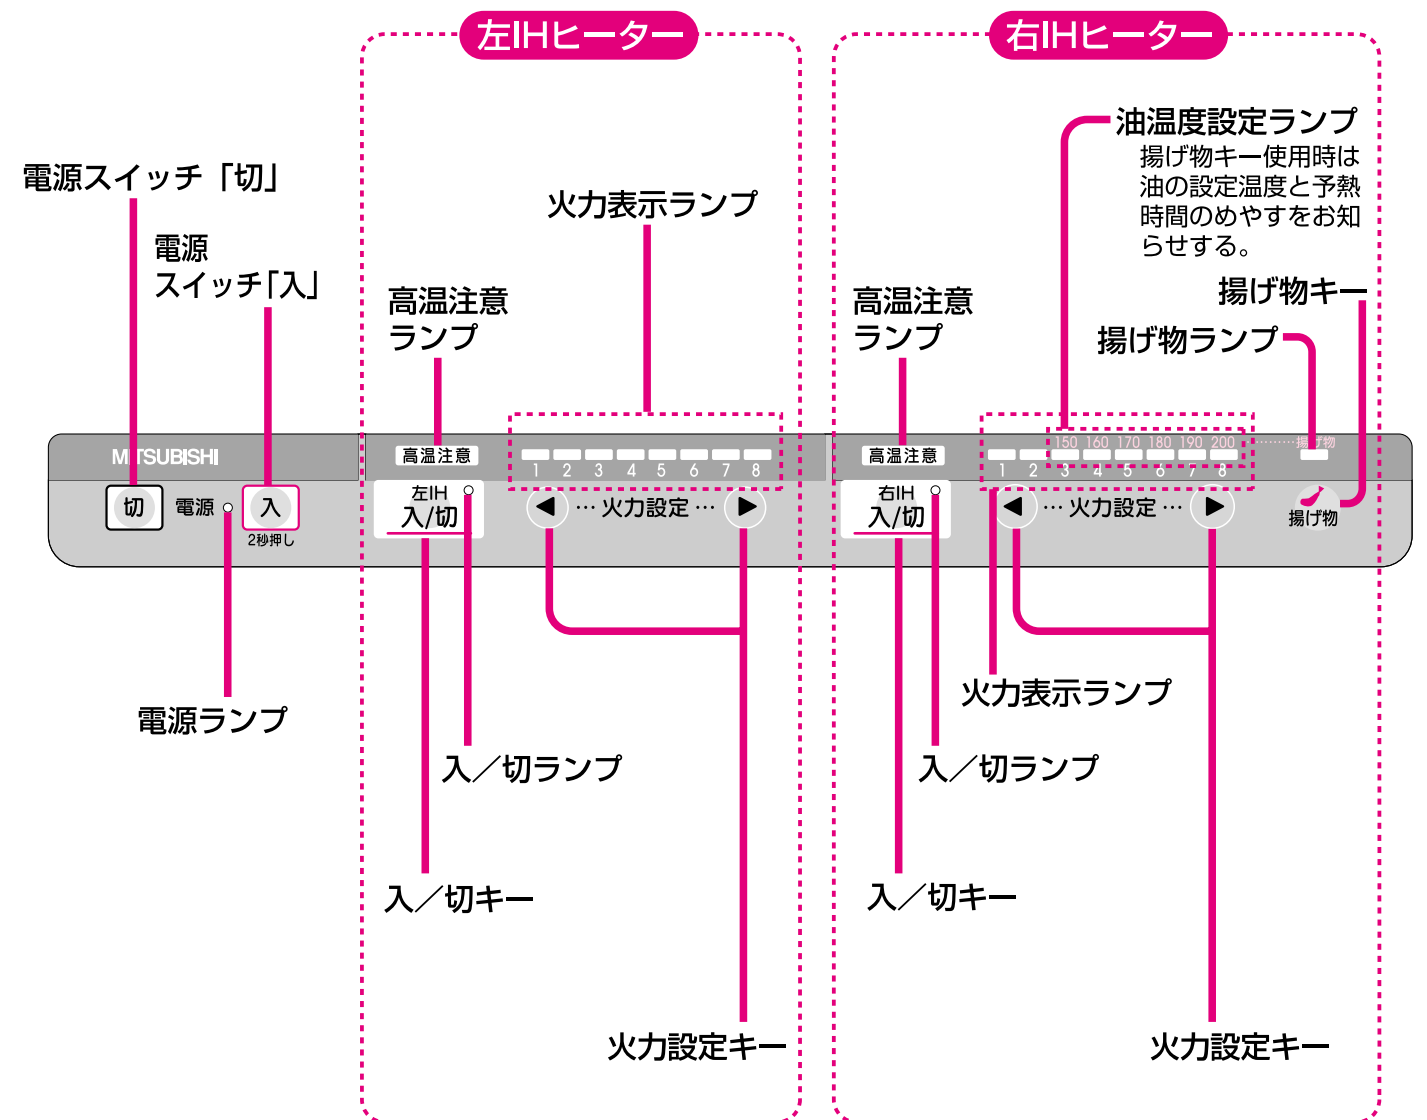 左IHヒーター
右IHヒーター
油温度設定ランプ
揚げ物キー使用時は
油の設定温度と予熱
時間のめやすをお知
らせする。
電源スイッチ「切」
火力表示ランプ
電源
スイッチ「入」
高温注意
ランプ
高温注意
ランプ
揚げ物キー
揚げ物ランプ
MITSUBISHI
高温注意
1 2 3 4 5 6 7 8
高温注意
150 160 170 180 190 200 ………揚げ物
1 2 3 4 5 6 7 8
切 電源 入
2秒押し
左IH
入/切
◀ … 火力設定 … ▶
右IH
入/切
◀ … 火力設定 … ▶
揚げ物
電源ランプ
火力表示ランプ
入／切ランプ
入／切ランプ
入／切キー
入／切キー
火力設定キー
火力設定キー